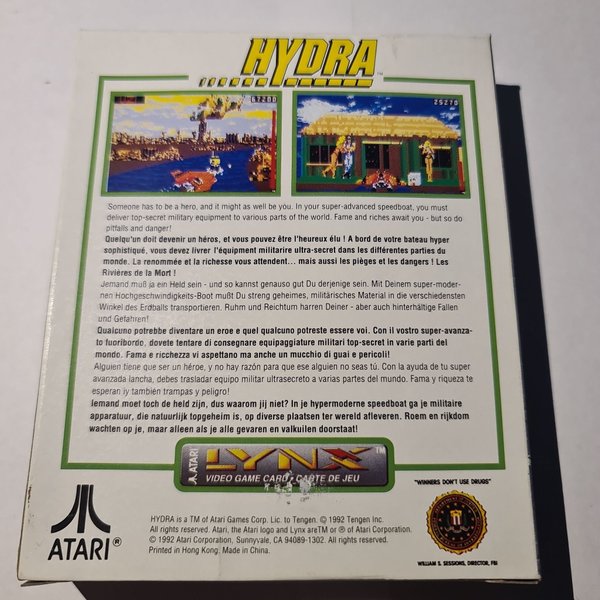 HYDRA™
67200
25270
Someone has to be a hero, and it might as well be you. In your super-advanced speedboat, you must
deliver top-secret military equipment to various parts of the world. Fame and riches await you - but so do
pitfalls and danger!
Quelqu'un doit devenir un héros, et vous pouvez être l'heureux élu ! A bord de votre bateau hyper
sophistiqué, vous devez livrer l'équipment militarire ultra-secret dans les différentes parties du
monde. La renommée et la richesse vous attendent... mais aussi les pièges et les dangers ! Les
Rivières de la Mort !
Jemand muß ja ein Held sein - und so kannst genauso gut Du derjenige sein. Mit Deinem super-moder-
nen Hochgeschwindigkeits-Boot mußt Du streng geheimes, militärisches Material in die verschiedensten
Winkel des Erdballs transportieren. Ruhm und Reichtum harren Deiner - aber auch hinterhältige Fallen
und Gefahren!
Qualcuno potrebbe diventare un eroe e quel qualcuno potreste essere voi. Con il vostro super-avanza-
to fuoribordo, dovete tentare di consegnare equipaggiature militari top-secret in varie parti del
mondo. Fama e ricchezza vi aspettano ma anche un mucchio di guai e pericoli!
Alguien tiene que ser un héroe, y no hay razón para que ese alguien no seas tú. Con la ayuda de tu super
avanzada lancha, debes trasladar equipo militar ultrasecreto a varias partes del mundo. Fama y riqueza te
esperan ¡y también trampas y peligro!
Iemand moet toch de held zijn, dus waarom jij niet? In je hypermoderne speedboat ga je militaire
apparatuur, die natuurlijk topgeheim is, op diverse plaatsen ter wereld afleveren. Roem en rijkdom
wachten op je, maar alleen als je alle gevaren en valkuilen doorstaat!
ATARI LYNX™
VIDEO GAME CARD • CARTE DE JEU
"WINNERS DON'T USE DRUGS"
ATARI®
HYDRA is a TM of Atari Games Corp. Lic. to Tengen. © 1992 Tengen Inc.
All rights reserved. Atari, the Atari logo and Lynx areTM or ® of Atari Corporation.
© 1992 Atari Corporation, Sunnyvale, CA 94089-1302. All rights reserved.
Printed in Hong Kong. Made in China.
WILLIAM S. SESSIONS, DIRECTOR, FBI